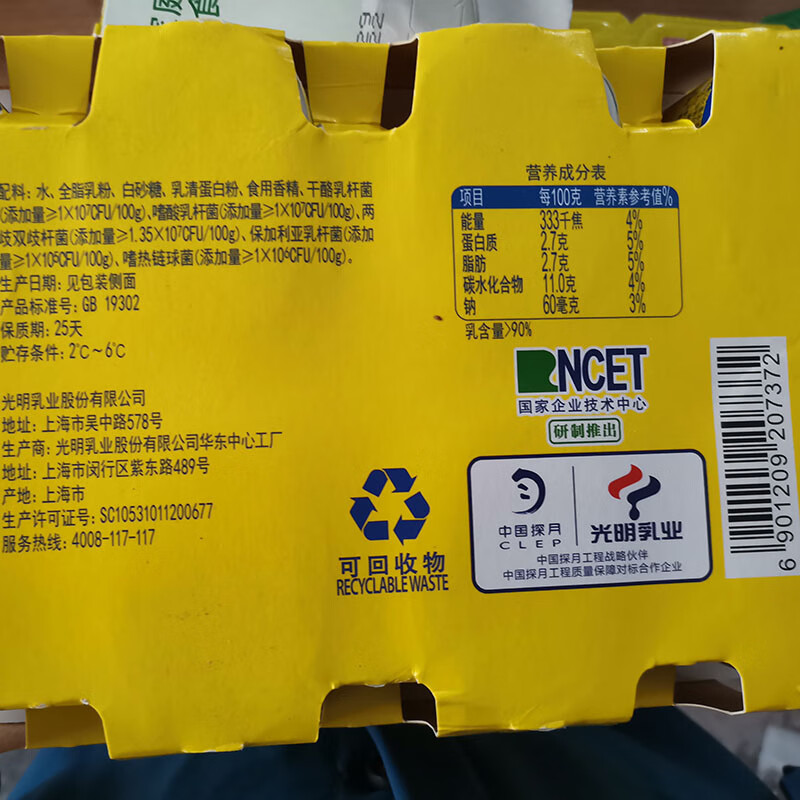 配料：水、全脂乳粉、白砂糖、乳清蛋白粉、食用香精、干酪乳杆菌
(添加量≥1×10⁷CFU/100g)、嗜酸乳杆菌(添加量≥1×10⁷CFU/100g)、两
歧双歧杆菌(添加量≥1.35×10⁷CFU/100g)、保加利亚乳杆菌(添加
量≥1×10⁶CFU/100g)、嗜热链球菌(添加量≥1×10⁶CFU/100g)。
生产日期：见包装侧面
产品标准号：GB 19302
保质期：25天
贮存条件：2℃～6℃
光明乳业股份有限公司
地址：上海市吴中路578号
生产商：光明乳业股份有限公司华东中心工厂
地址：上海市闵行区紫东路489号
产地：上海市
生产许可证号：SC10531011200677
服务热线：4008-117-117
营养成分表
项目 每100克 营养素参考值%
能量 333千焦 4%
蛋白质 2.7克 5%
脂肪 2.7克 5%
碳水化合物 11.0克 4%
钠 60毫克 3%
乳含量>90%
NCET
国家企业技术中心
研制推出
可回收物
RECYCLABLE WASTE
中国探月
CLEP
光明乳业
中国探月工程战略伙伴
中国探月工程质量保障对标合作企业
6 901209 207372